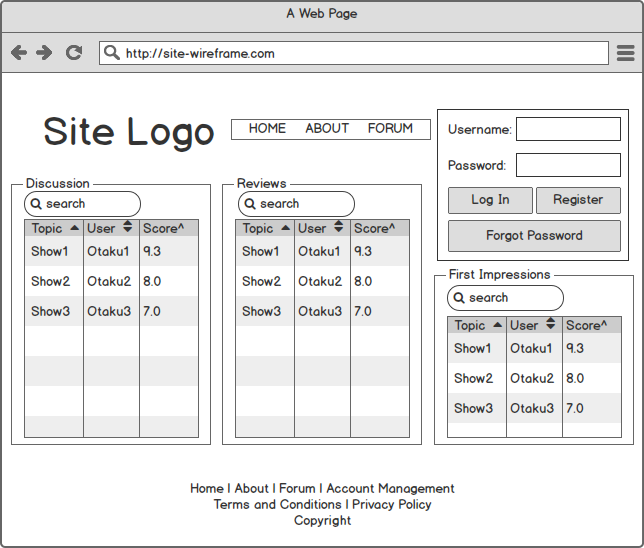 A Web Page
http://site-wireframe.com
Site Logo
HOME ABOUT FORUM
Username:
Password:
Log In Register
Forgot Password
Discussion
search
Topic User Score^
Show1 Otaku1 9.3
Show2 Otaku2 8.0
Show3 Otaku3 7.0
Reviews
search
Topic User Score^
Show1 Otaku1 9.3
Show2 Otaku2 8.0
Show3 Otaku3 7.0
First Impressions
search
Topic User Score^
Show1 Otaku1 9.3
Show2 Otaku2 8.0
Show3 Otaku3 7.0
Home | About | Forum | Account Management
Terms and Conditions | Privacy Policy
Copyright